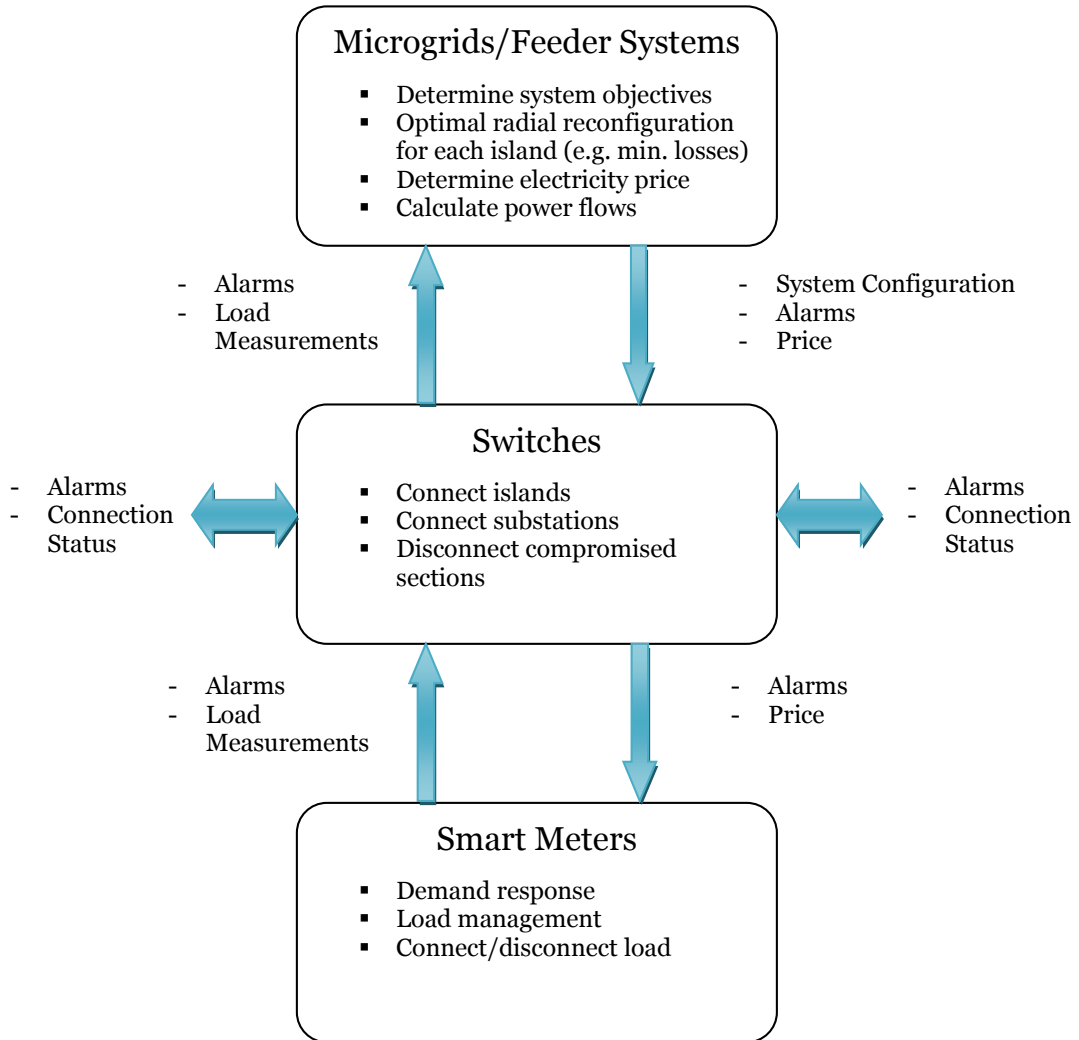 Microgrids/Feeder Systems
▪ Determine system objectives
▪ Optimal radial reconfiguration
for each island (e.g. min. losses)
▪ Determine electricity price
▪ Calculate power flows
- Alarms
- Load
Measurements
- System Configuration
- Alarms
- Price
Switches
▪ Connect islands
▪ Connect substations
▪ Disconnect compromised
sections
- Alarms
- Connection
Status
- Alarms
- Connection
Status
- Alarms
- Load
Measurements
- Alarms
- Price
Smart Meters
▪ Demand response
▪ Load management
▪ Connect/disconnect load